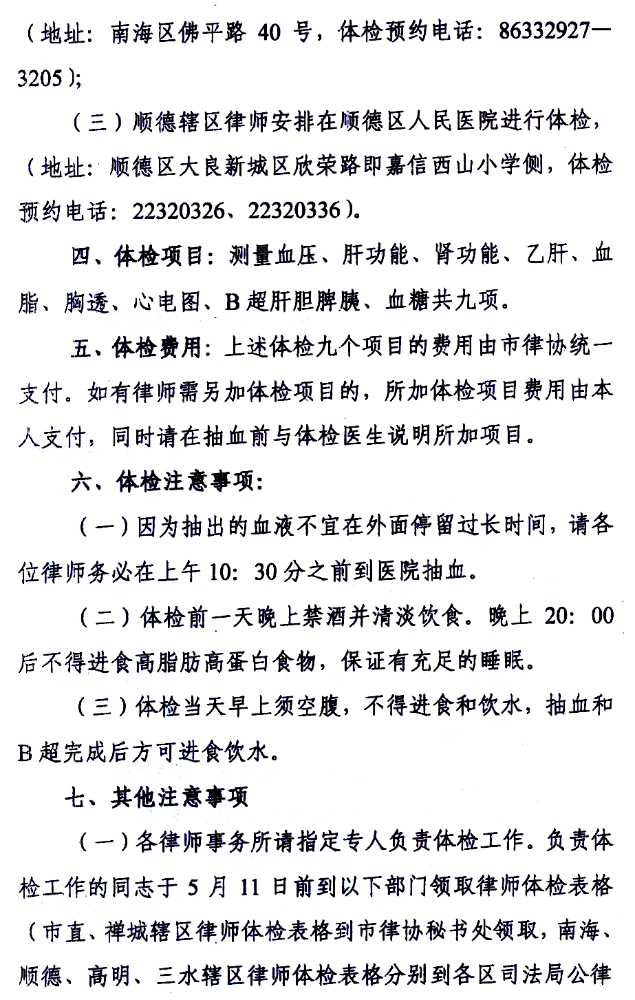 （地址：南海区佛平路 40 号，体检预约电话：86332927—
3205）；
（三）顺德辖区律师安排在顺德区人民医院进行体检，
（地址：顺德区大良新城区欣荣路即嘉信西山小学侧，体检
预约电话：22320326、22320336）。
四、体检项目：测量血压、肝功能、肾功能、乙肝、血
脂、胸透、心电图、B 超肝胆脾胰、血糖共九项。
五、体检费用：上述体检九个项目的费用由市律协统一
支付。如有律师需另加体检项目的，所加体检项目费用由本
人支付，同时请在抽血前与体检医生说明所加项目。
六、体检注意事项：
（一）因为抽出的血液不宜在外面停留过长时间，请各
位律师务必在上午 10：30 分之前到医院抽血。
（二）体检前一天晚上禁酒并清淡饮食。晚上 20：00
后不得进食高脂肪高蛋白食物，保证有充足的睡眠。
（三）体检当天早上须空腹，不得进食和饮水，抽血和
B 超完成后方可进食饮水。
七、其他注意事项
（一）各律师事务所请指定专人负责体检工作。负责体
检工作的同志于 5 月 11 日前到以下部门领取律师体检表格
（市直、禅城辖区律师体检表格到市律协秘书处领取，南海、
顺德、高明、三水辖区律师体检表格分别到各区司法局公律